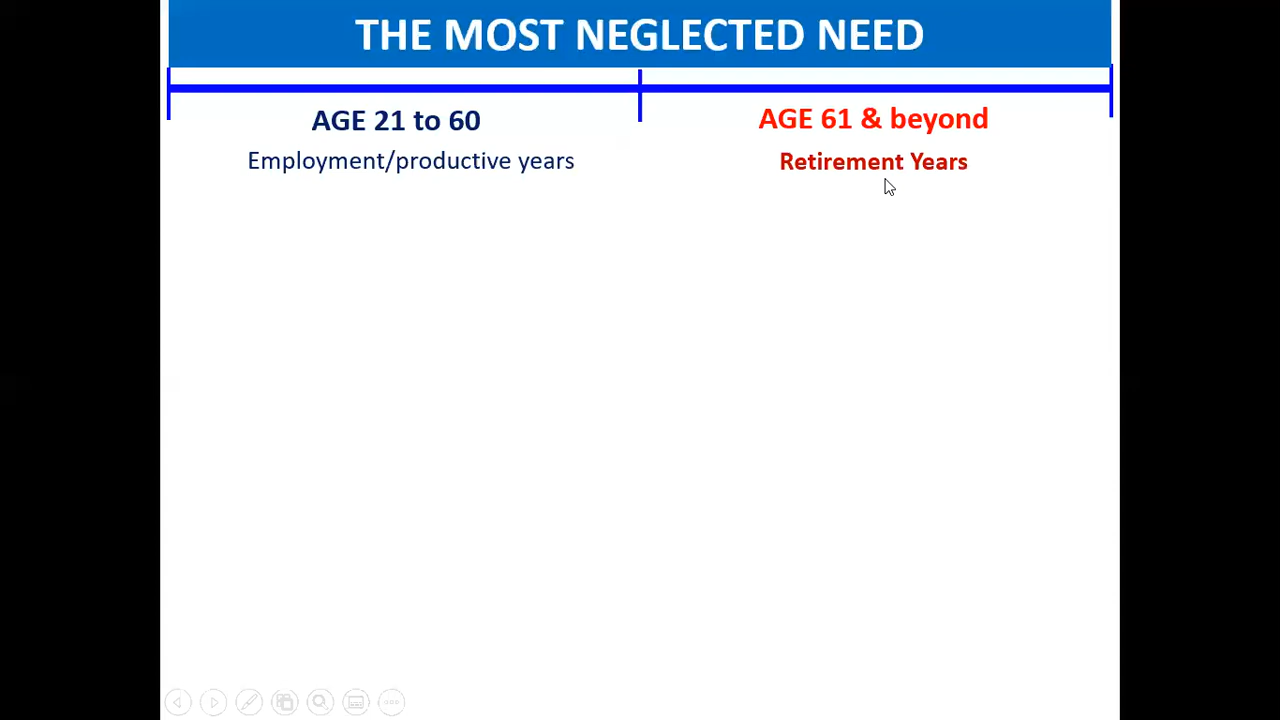 THE MOST NEGLECTED NEED
AGE 21 to 60
Employment/productive years
AGE 61 & beyond
Retirement Years